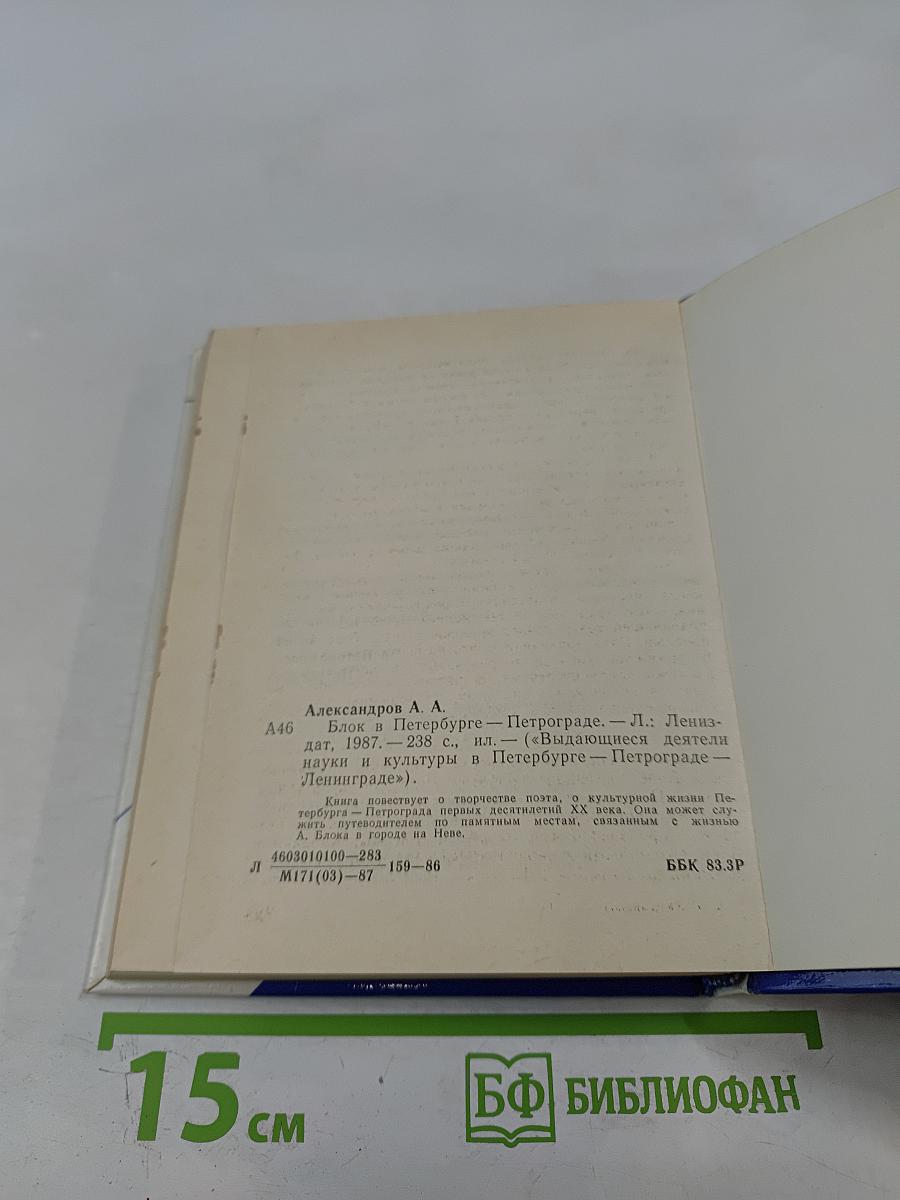 Александров А. А.
А46 Блок в Петербурге — Петрограде. — Л.: Лениз-
дат, 1987. — 238 с., ил. — («Выдающиеся деятели
науки и культуры в Петербурге — Петрограде —
Ленинграде»).
Книга повествует о творчестве поэта, о культурной жизни Пе-
тербурга — Петрограда первых десятилетий XX века. Она может слу-
жить путеводителем по памятным местам, связанным с жизнью
А. Блока в городе на Неве.
Л 4603010100—283 159—86 ББК 83.3Р
М171(03)—87
15 см
БФ БИБЛИОФАН